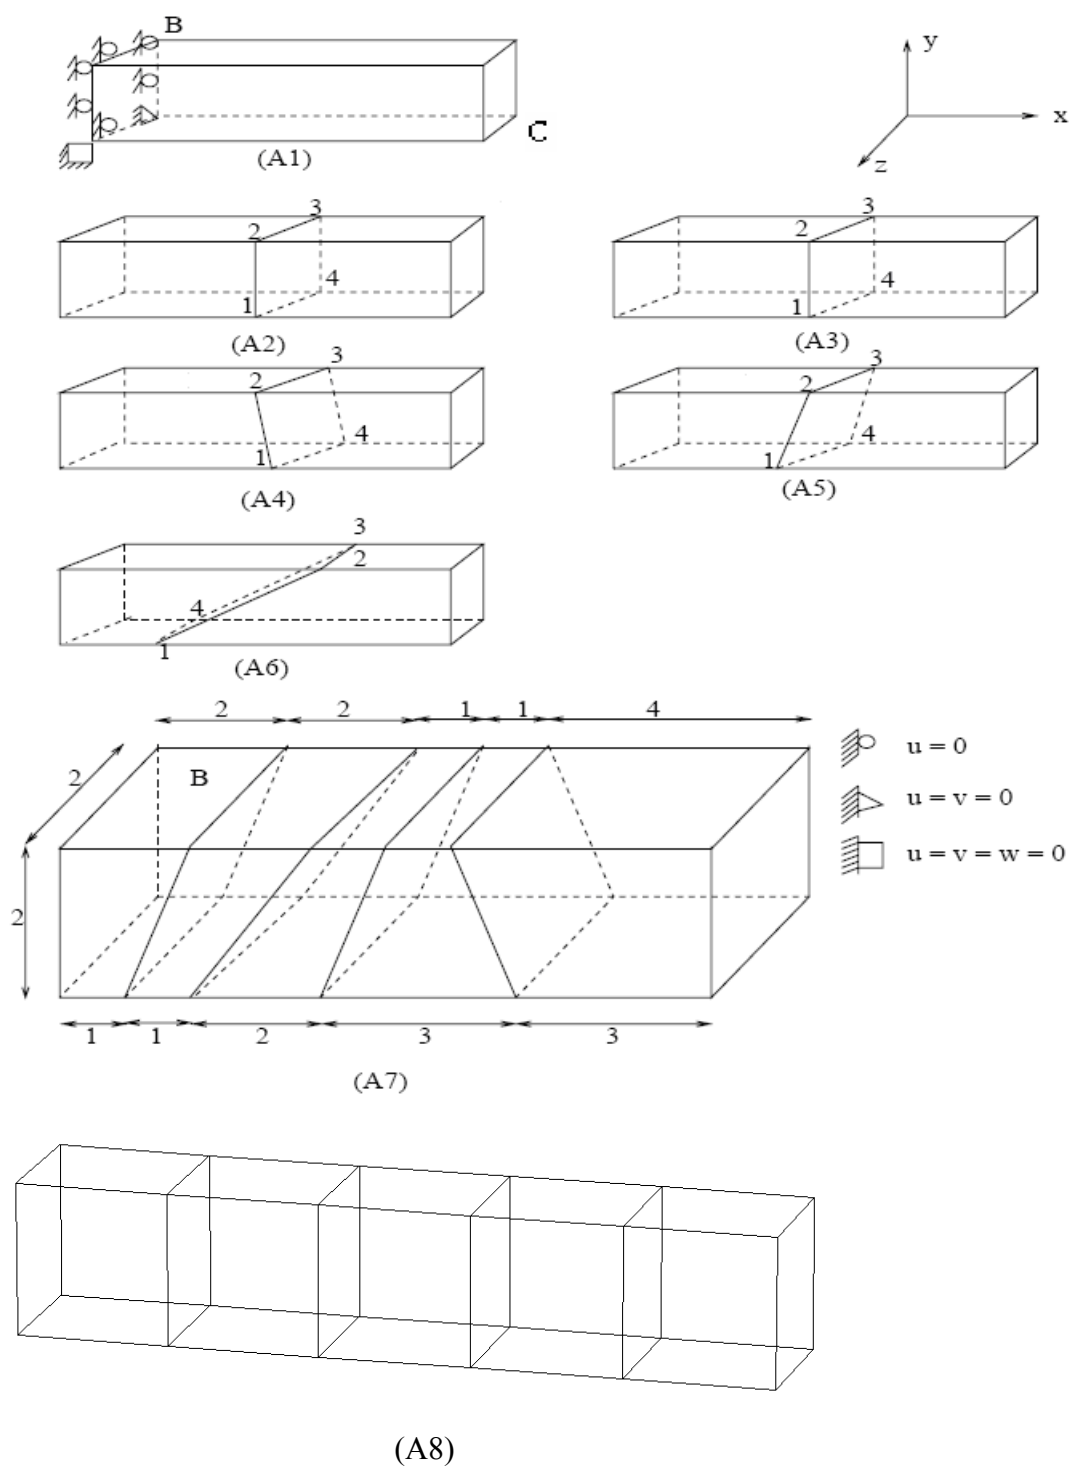 B
y
x
z
C
(A1)
3
2
4
1
(A2)
3
2
4
1
(A3)
3
2
4
1
(A4)
3
2
4
1
(A5)
3
2
4
1
(A6)
2 2 1 1 4
2
B
2
1 1 2 3 3
(A7)
u = 0
u = v = 0
u = v = w = 0
(A8)